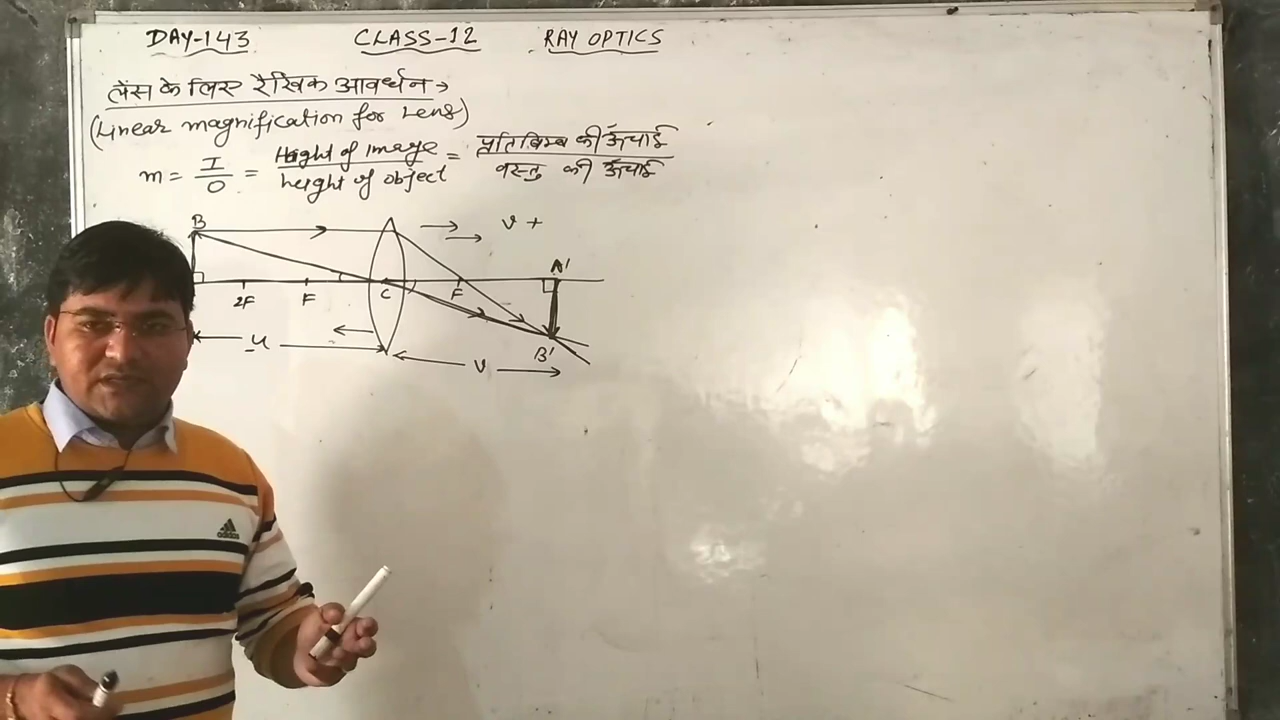 DAY-143 CLASS-12 RAY OPTICS
लेंस के लिए रैखिक आवर्धन →
(Linear magnification for Lens)
m = I/O = Height of image/height of object = प्रतिबिम्ब की ऊँचाई/वस्तु की ऊँचाई
B v +
A'
2F F C F
u
B'
v
adidas